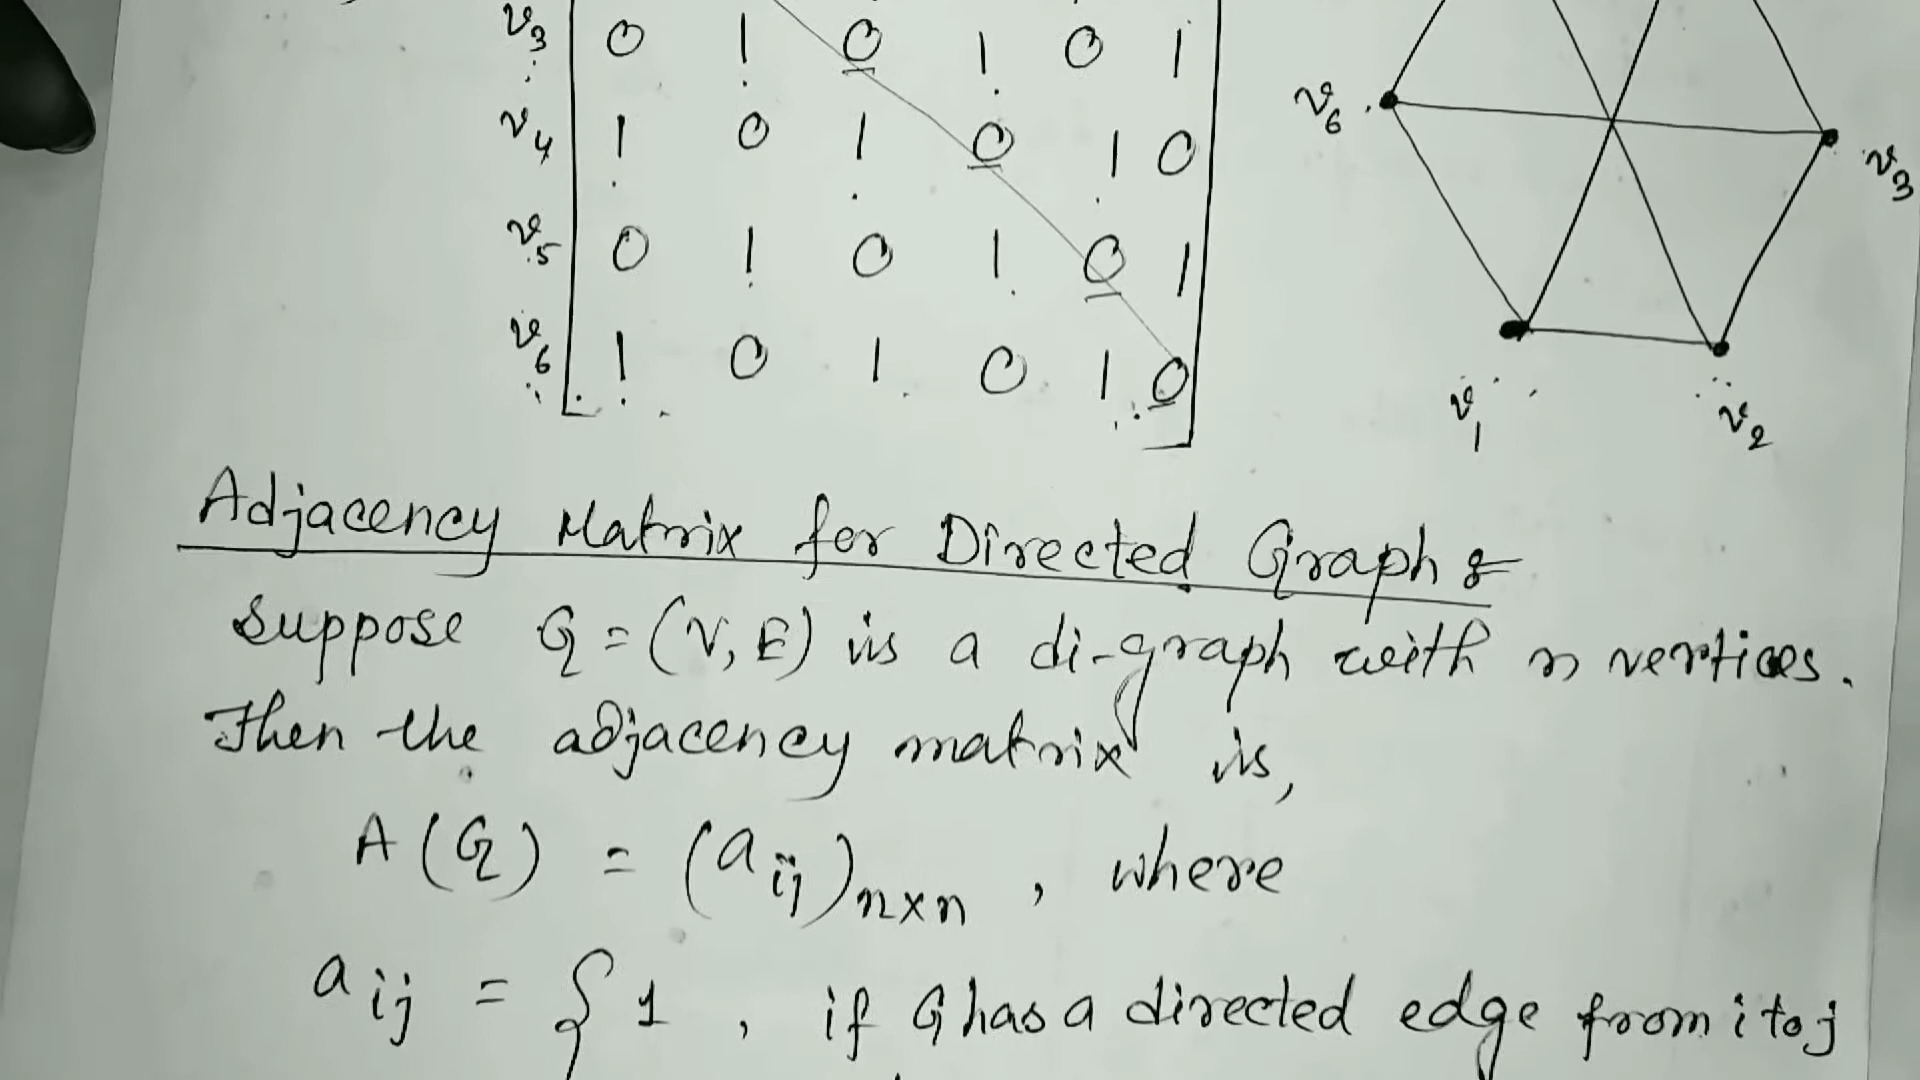 v3 0 1 0 1 0 1
v4 1 0 1 0 1 0
v5 0 1 0 1 0 1
v6 1 0 1 0 1 0
v6
v3
v1
v2
Adjacency Matrix for Directed Graph :-
Suppose G = (V, E) is a di-graph with n vertices.
Then the adjacency matrix is,
A(G) = (aij)n×n , where
aij = { 1 , if G has a directed edge from i to j